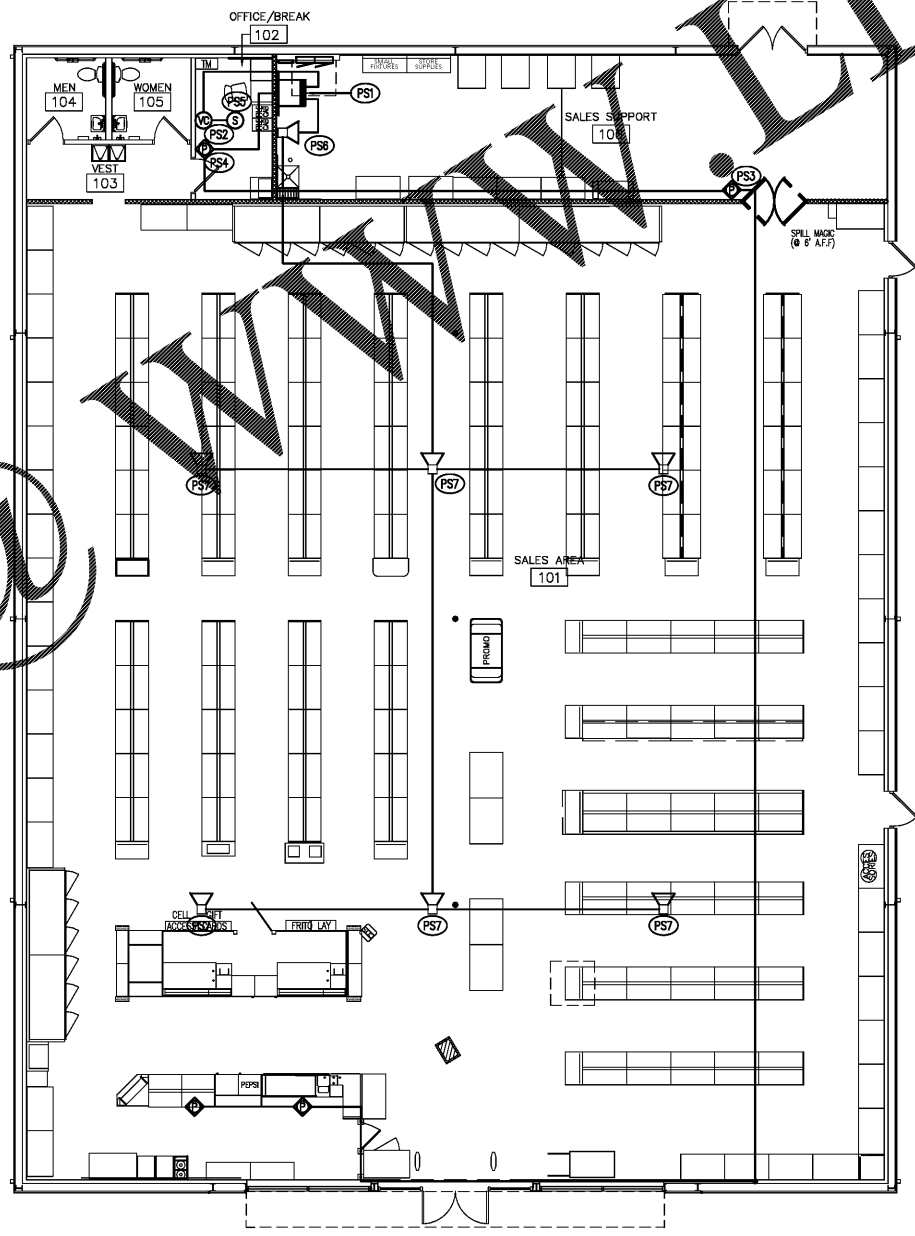 OFFICE/BREAK
102
SMALL FIXTURES
STORE SUPPLIES
TM
MEN
104
WOMEN
105
PS5
PS1
VC
S
PS2
PS6
SALES SUPPORT
P
PS4
VEST
103
PS3
P
SPILL MAGIC
(@ 6' A.F.F)
WWW.
@
PS7
PS7
PS7
SALES AREA
101
PROMO
CELL
GIFT
CARDS
FRITO LAY
PS7
PS7
PEPSI
P
P